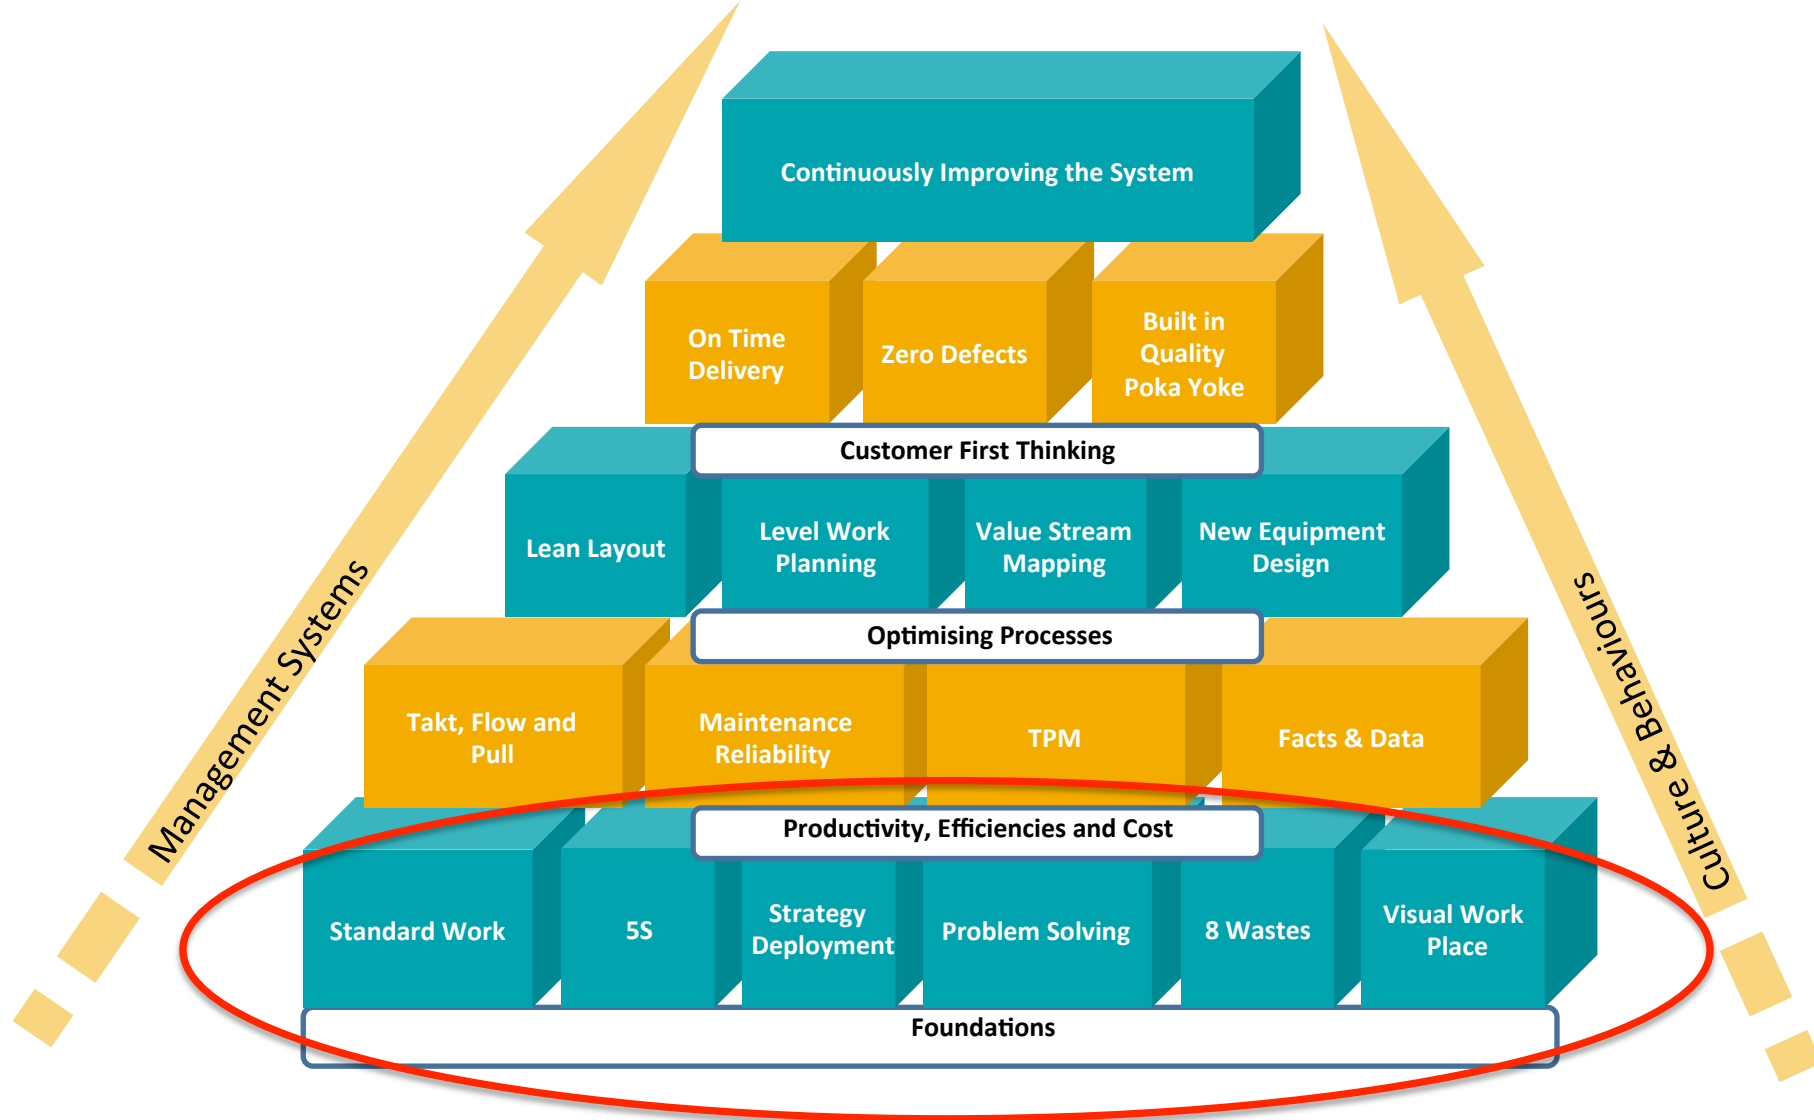 Continuously Improving the System
On Time
Delivery
Zero Defects
Built in
Quality
Poka Yoke
Customer First Thinking
Lean Layout
Level Work
Planning
Value Stream
Mapping
New Equipment
Design
Optimising Processes
Takt, Flow and
Pull
Maintenance
Reliability
TPM
Facts & Data
Productivity, Efficiencies and Cost
Standard Work
5S
Strategy
Deployment
Problem Solving
8 Wastes
Visual Work
Place
Foundations
Management Systems
Culture & Behaviours